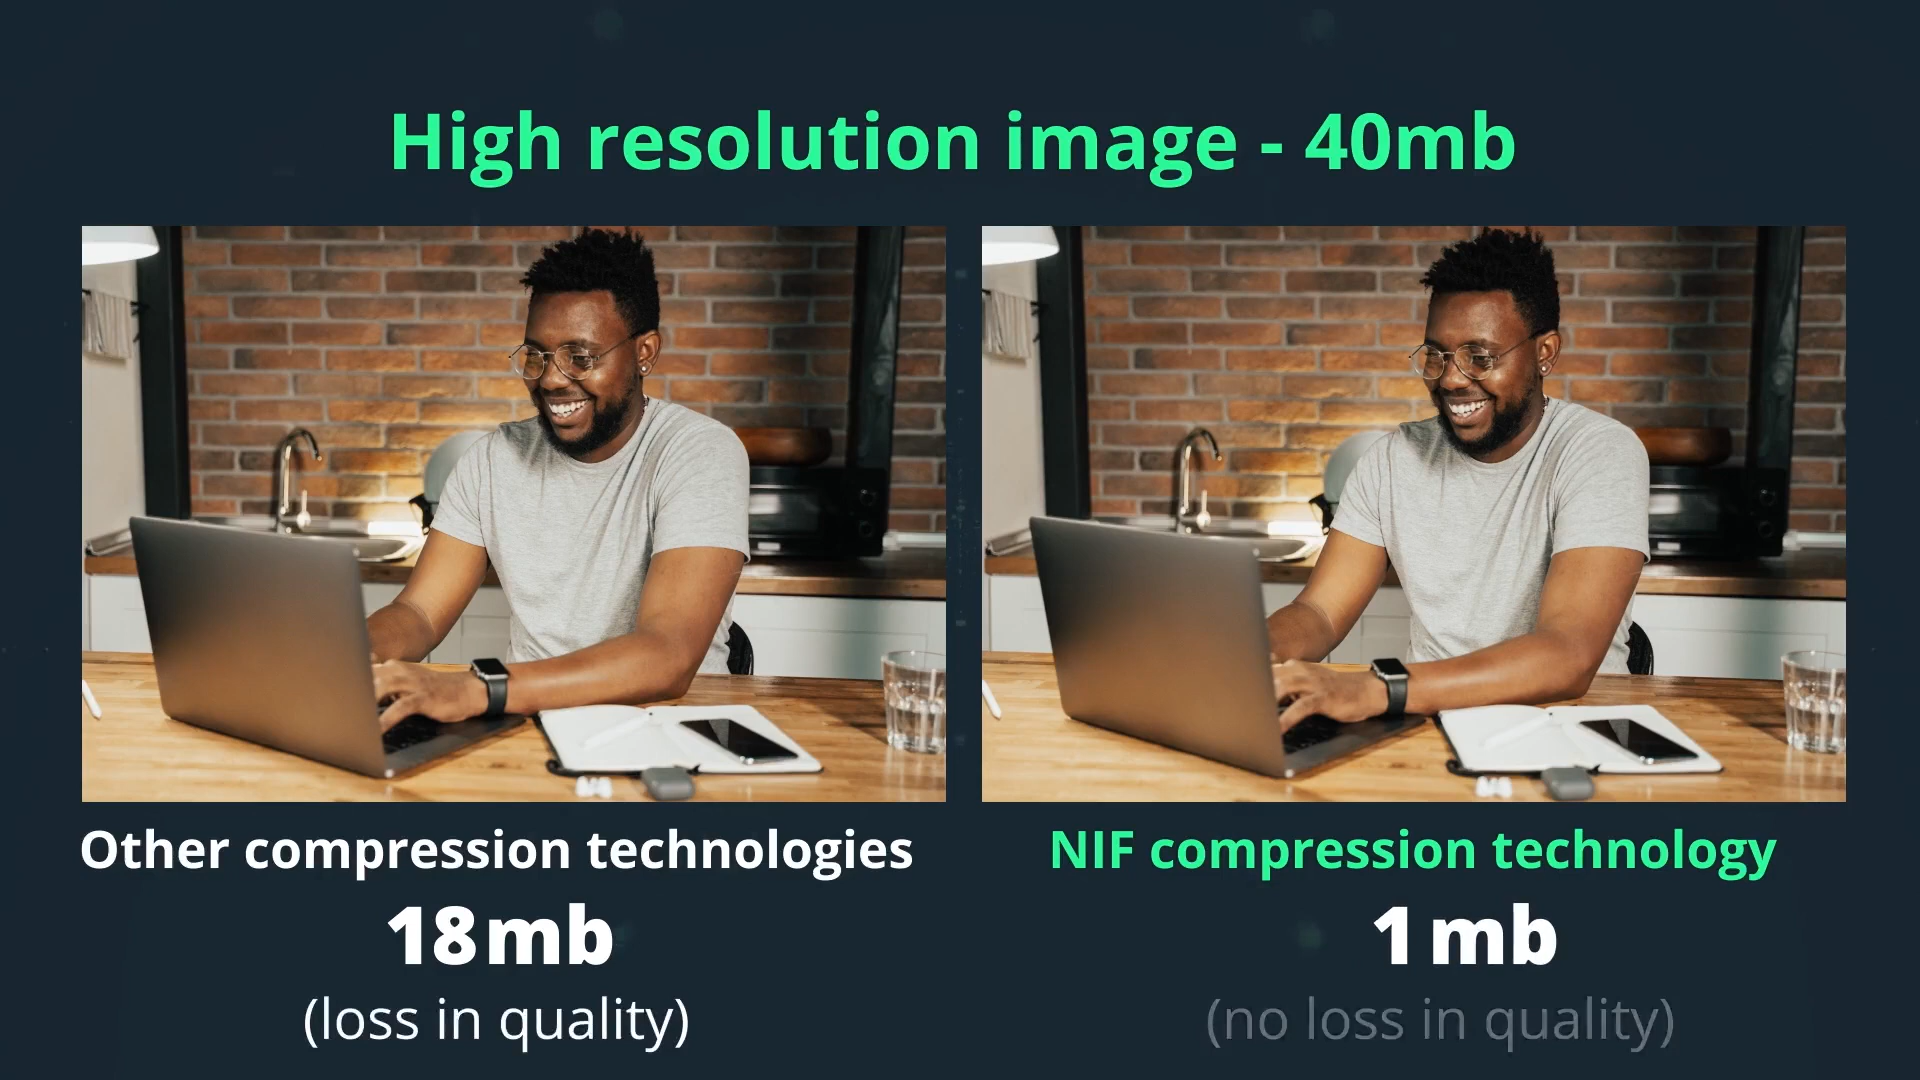 High resolution image - 40mb
Other compression technologies
18mb
(loss in quality)
NIF compression technology
1mb
(no loss in quality)